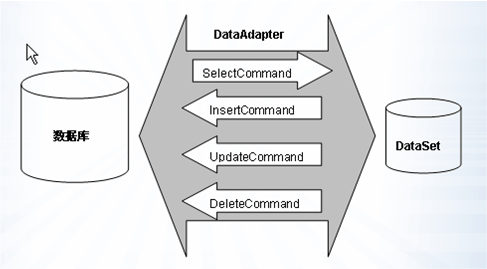 DataAdapter
SelectCommand
InsertCommand
数据库
DataSet
UpdateCommand
DeleteCommand